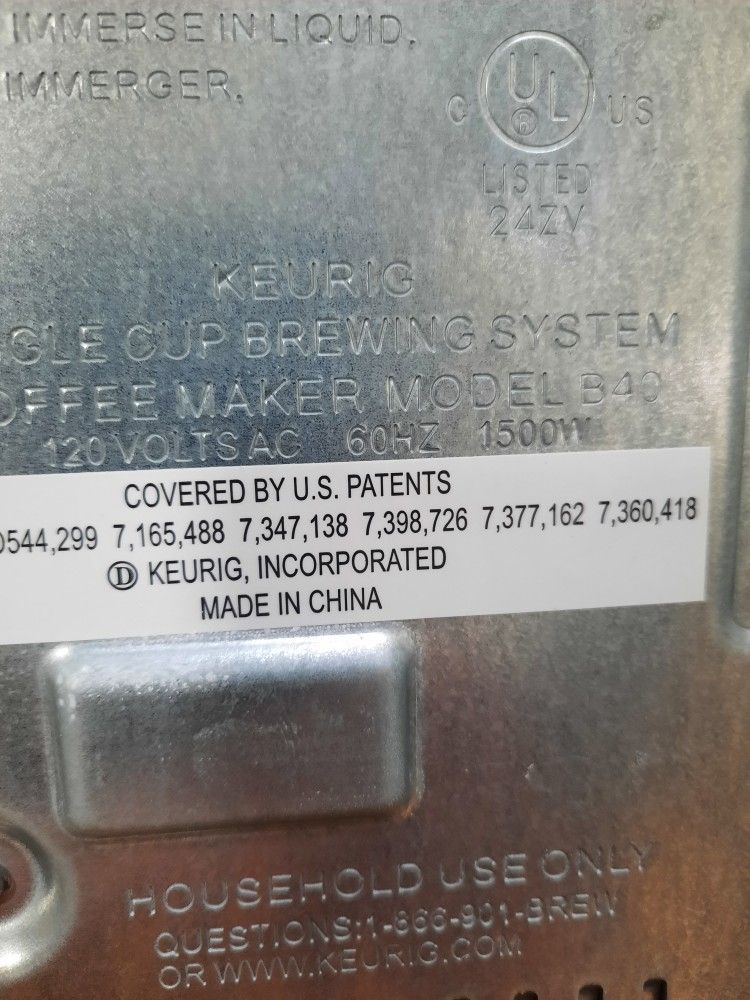 IMMERSE IN LIQUID.
IMMERGER.
C UL ® US
LISTED
24ZV
KEURIG
GLE CUP BREWING SYSTEM
OFFEE MAKER MODEL B40
120 VOLTS AC 60HZ 1500W
COVERED BY U.S. PATENTS
D544,299 7,165,488 7,347,138 7,398,726 7,377,162 7,360,418
Ⓓ KEURIG, INCORPORATED
MADE IN CHINA
HOUSEHOLD USE ONLY
QUESTIONS:1-866-901-BREW
OR WWW.KEURIG.COM